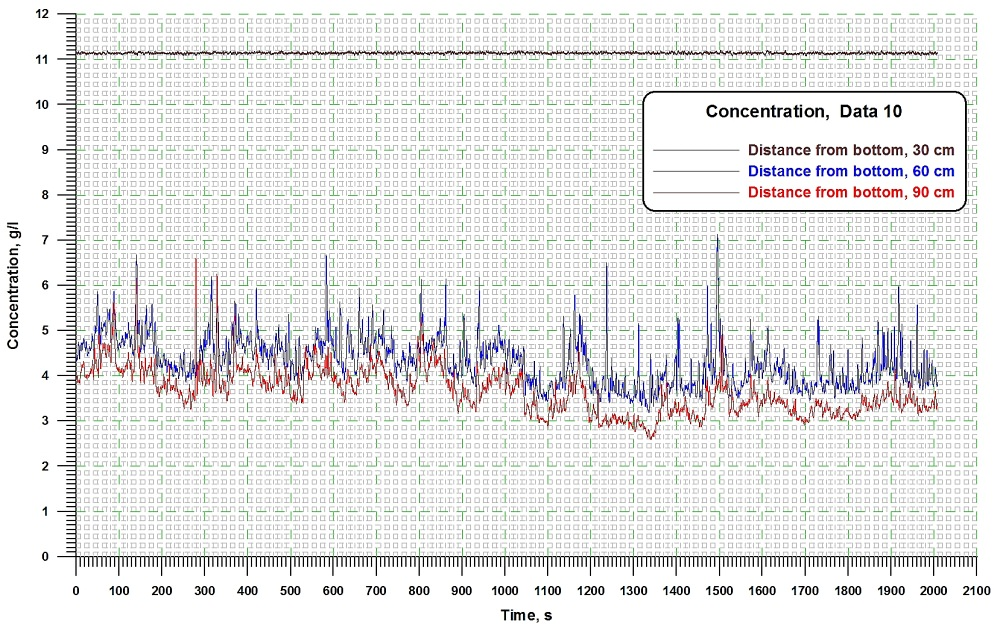 12
11
10
9
8
7
6
5
4
3
2
1
0
Concentration, g/l
Concentration, Data 10
Distance from bottom, 30 cm
Distance from bottom, 60 cm
Distance from bottom, 90 cm
0 100 200 300 400 500 600 700 800 900 1000 1100 1200 1300 1400 1500 1600 1700 1800 1900 2000 2100
Time, s